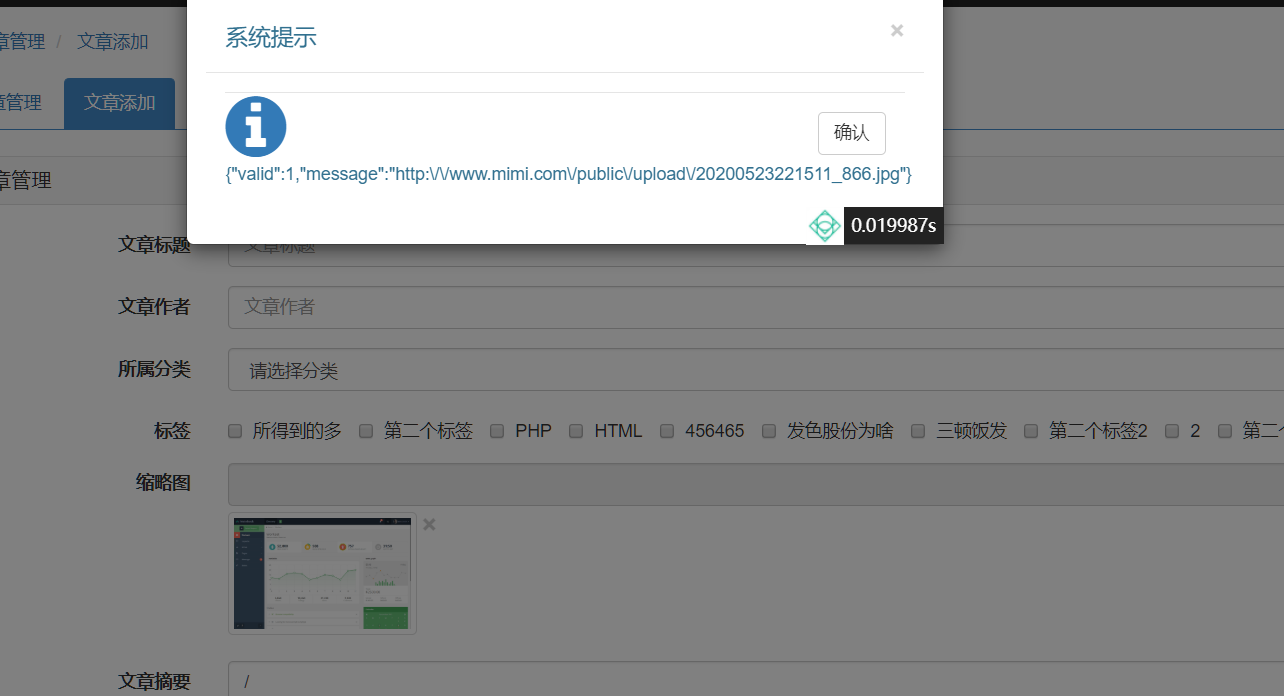 系统提示
×
章管理 / 文章添加
章管理 文章添加
确认
{"valid":1,"message":"http:\/\/www.mimi.com\/public\/upload\/20200523221511_866.jpg"}
章管理
0.019987s
文章标题 文章标题
文章作者 文章作者
所属分类 请选择分类
标签 所得到的多 第二个标签 PHP HTML 456465 发色股份为啥 三顿饭发 第二个标签2 2 第二个
缩略图
×
文章摘要 /